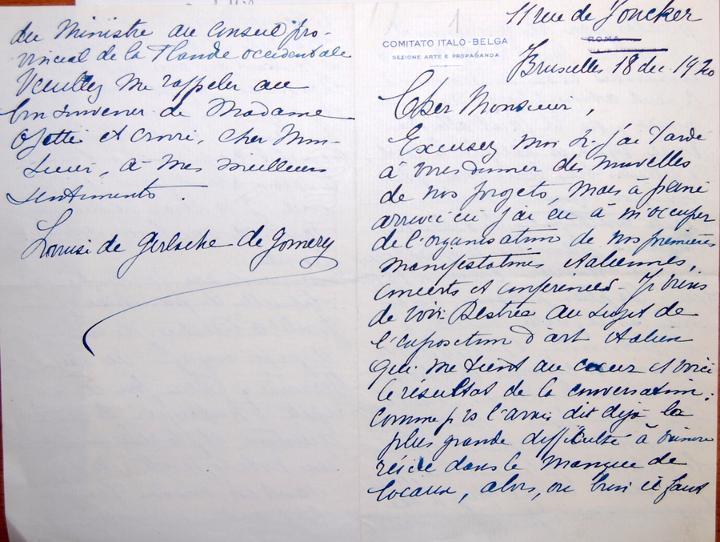 du Ministre au Conseil Pro-
vincial de la Flandre occidentale
Veuillez me rappeler au
bon souvenir de Madame
Ojetti et croire, cher Mon-
sieur, à mes meilleurs
sentiments.
de Gerlache de Gomery
11 rue de Joncker
COMITATO ITALO-BELGA
SEZIONE ARTE E PROPAGANDA
ROMA
Bruxelles 18 dec 1920
Cher Monsieur,
Excusez moi si j'ai tardé
à vous donner des nouvelles
de nos projets, mais à peine
arrivée ici j'ai eu à m'occuper
de l'organisation de nos premières
manifestations italiennes,
concerts et conférences. Je viens
de voir Destrée au sujet de
l'exposition d'art italien
qui me tient au coeur et voici
le résultat de la conversation:
comme je vous l'avais dit déjà la
plus grande difficulté à vaincre
réside dans le manque de
locaux, alors, ou bien il faut